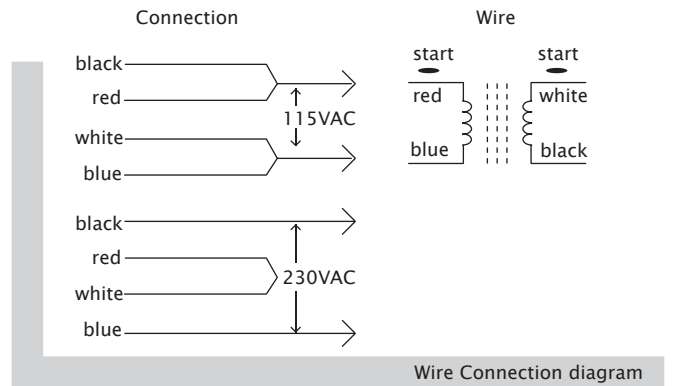 Connection
Wire
black
red
115VAC
white
blue
black
red
230VAC
white
blue
start
start
red
white
blue
black
Wire Connection diagram